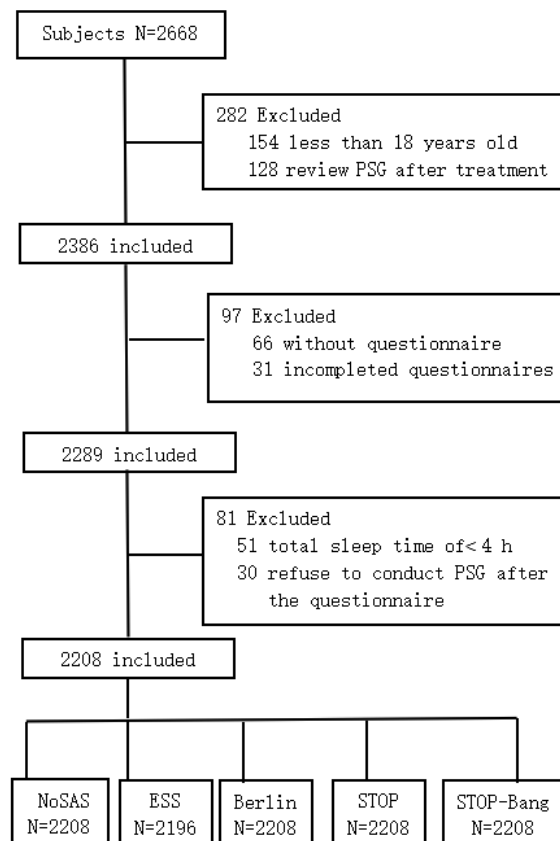 Subjects N=2668
282 Excluded
154 less than 18 years old
128 review PSG after treatment
2386 included
97 Excluded
66 without questionnaire
31 incompleted questionnaires
2289 included
81 Excluded
51 total sleep time of< 4 h
30 refuse to conduct PSG after
the questionnaire
2208 included
NoSAS
N=2208
ESS
N=2196
Berlin
N=2208
STOP
N=2208
STOP-Bang
N=2208